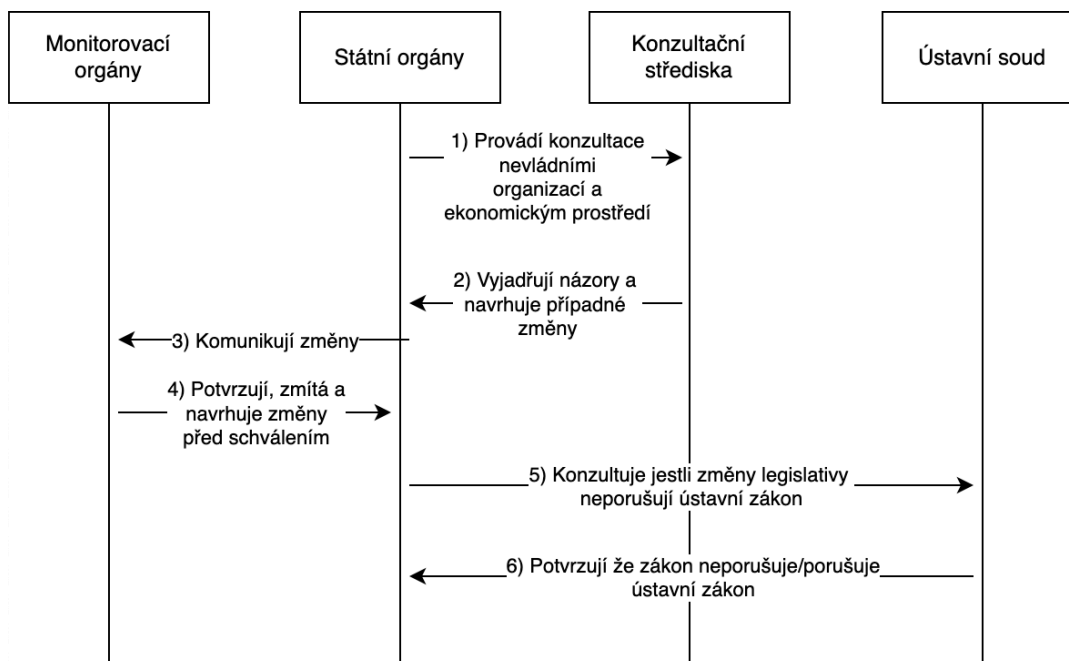 Monitorovací
orgány
Státní orgány
Konzultační
střediska
Ústavní soud
1) Provádí konzultace
nevládními
organizací a
ekonomickým prostředí
2) Vyjadřují názory a
navrhuje případné
změny
3) Komunikují změny
4) Potvrzují, zmítá a
navrhuje změny
před schválením
5) Konzultuje jestli změny legislativy
neporušují ústavní zákon
6) Potvrzují že zákon neporušuje/porušuje
ústavní zákon